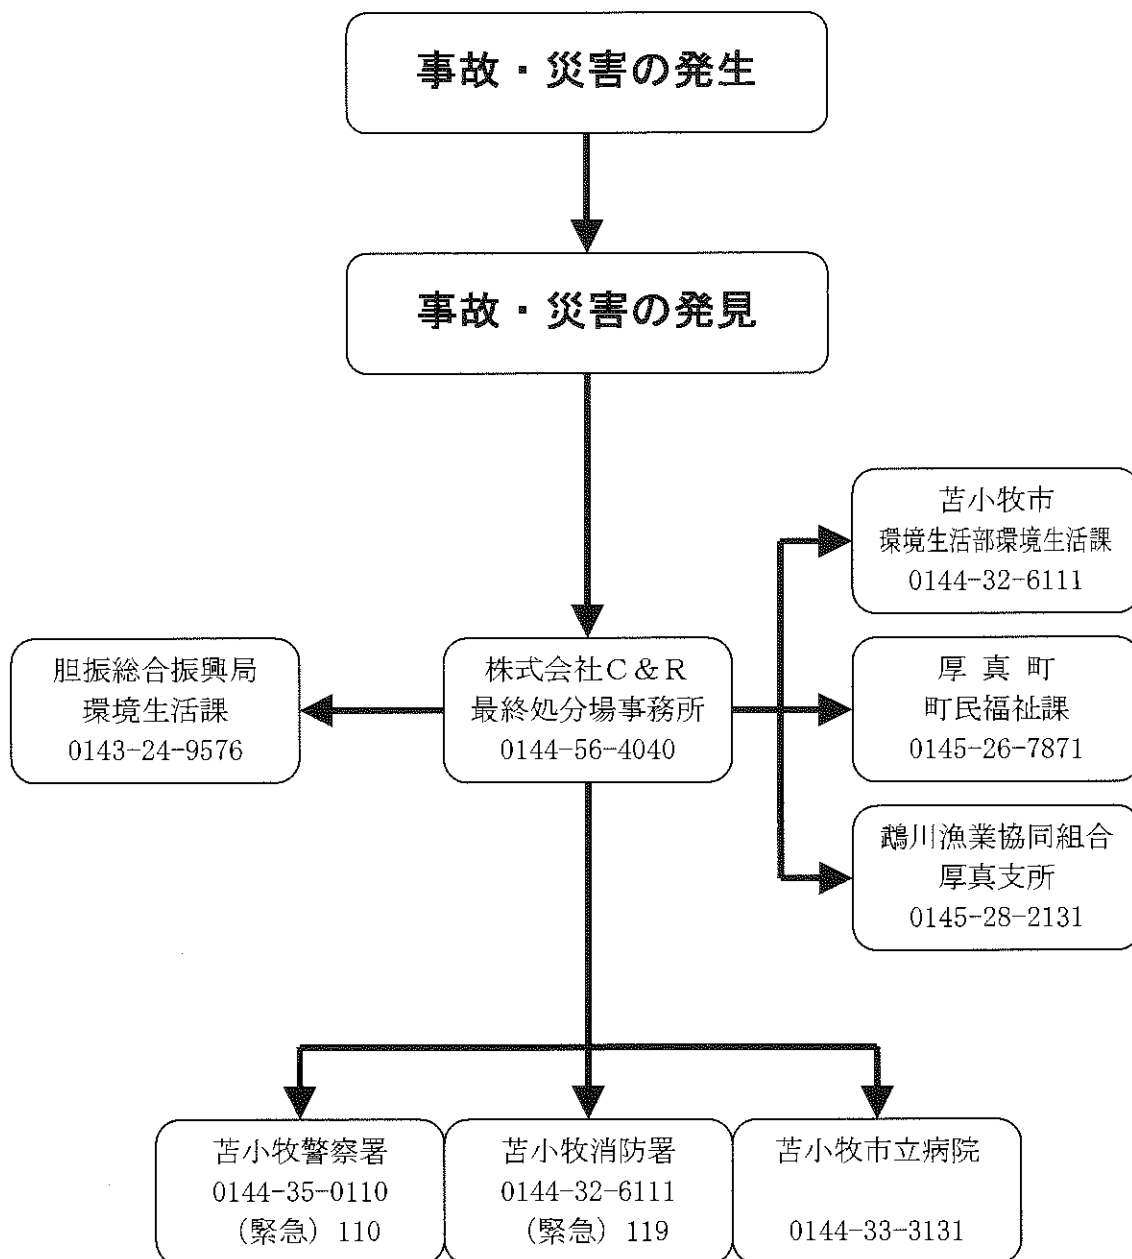 事故・災害の発生
事故・災害の発見
苫小牧市
環境生活部環境生活課
0144-32-6111
胆振総合振興局
環境生活課
0143-24-9576
株式会社C&R
最終処分場事務所
0144-56-4040
厚真町
町民福祉課
0145-26-7871
鵡川漁業協同組合
厚真支所
0145-28-2131
苫小牧警察署
0144-35-0110
（緊急）110
苫小牧消防署
0144-32-6111
（緊急）119
苫小牧市立病院
0144-33-3131